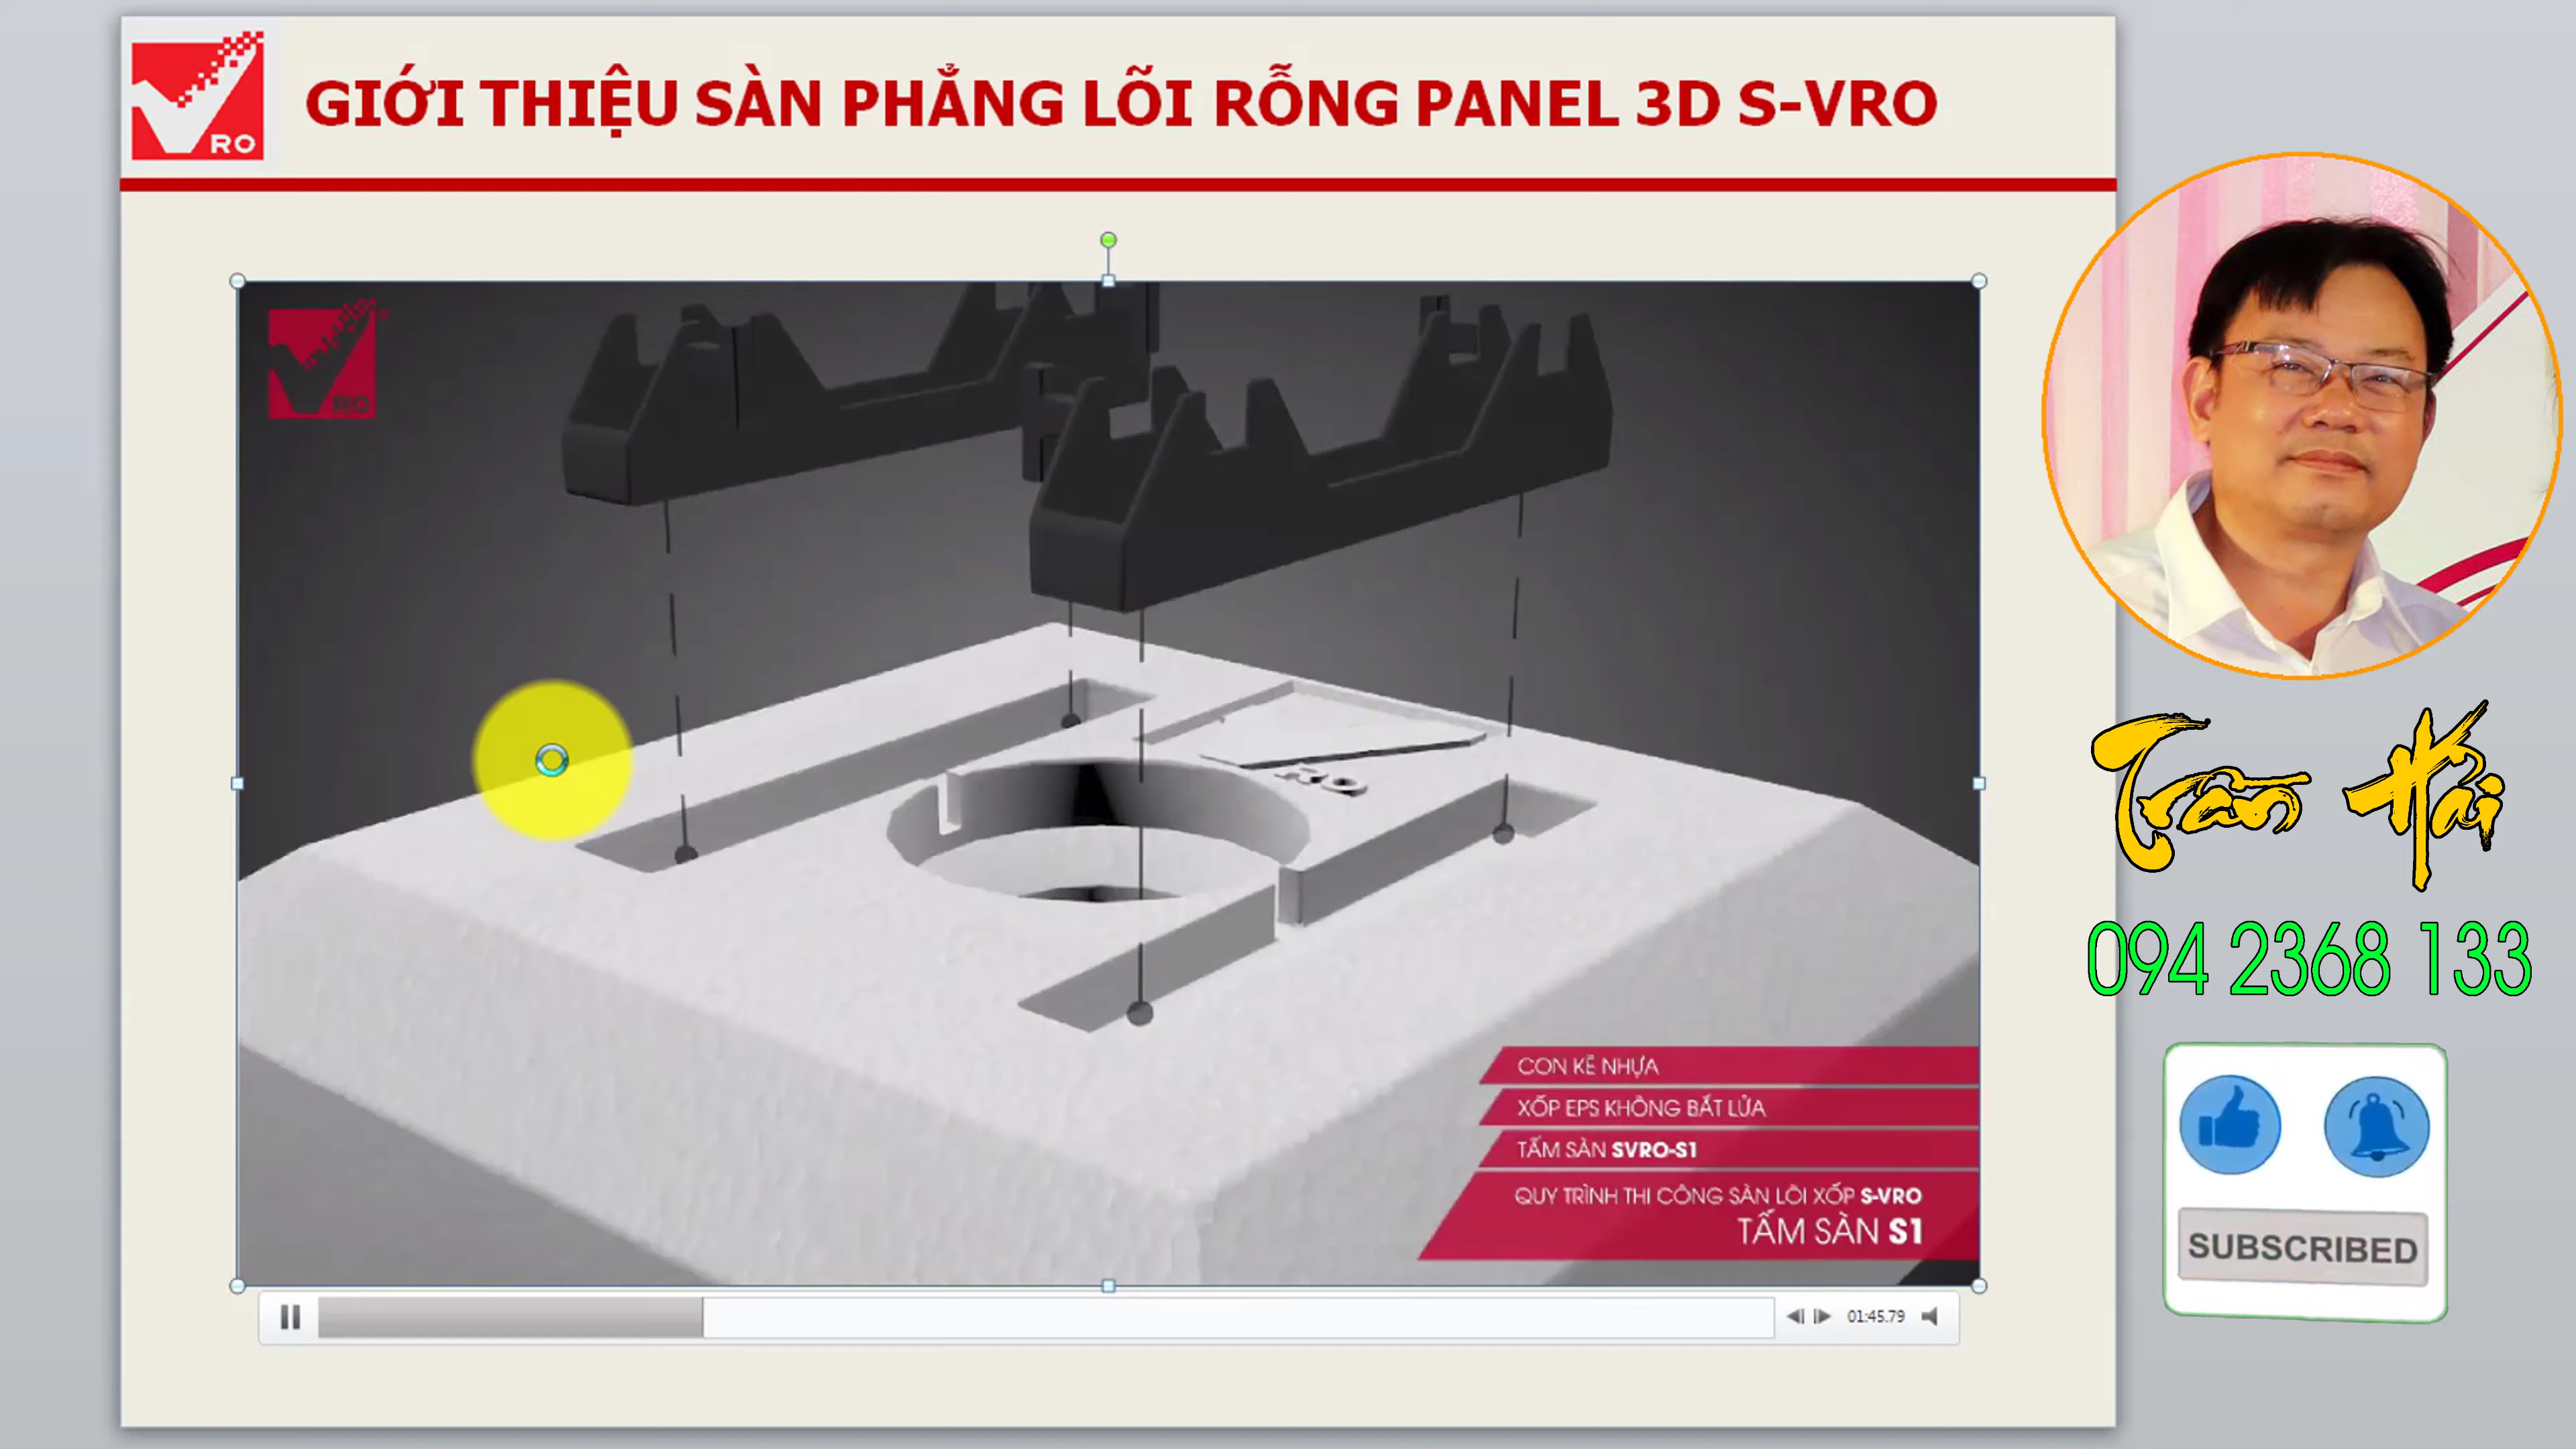 RO
GIỚI THIỆU SÀN PHẲNG LÕI RỖNG PANEL 3D S-VRO
RO
RO
CON KÊ NHỰA
XỐP EPS KHÔNG BẮT LỬA
TẤM SÀN SVRO-S1
QUY TRÌNH THI CÔNG SÀN LÕI XỐP S-VRO
TẤM SÀN S1
01:45.79
Trần Hải
094 2368 133
SUBSCRIBED